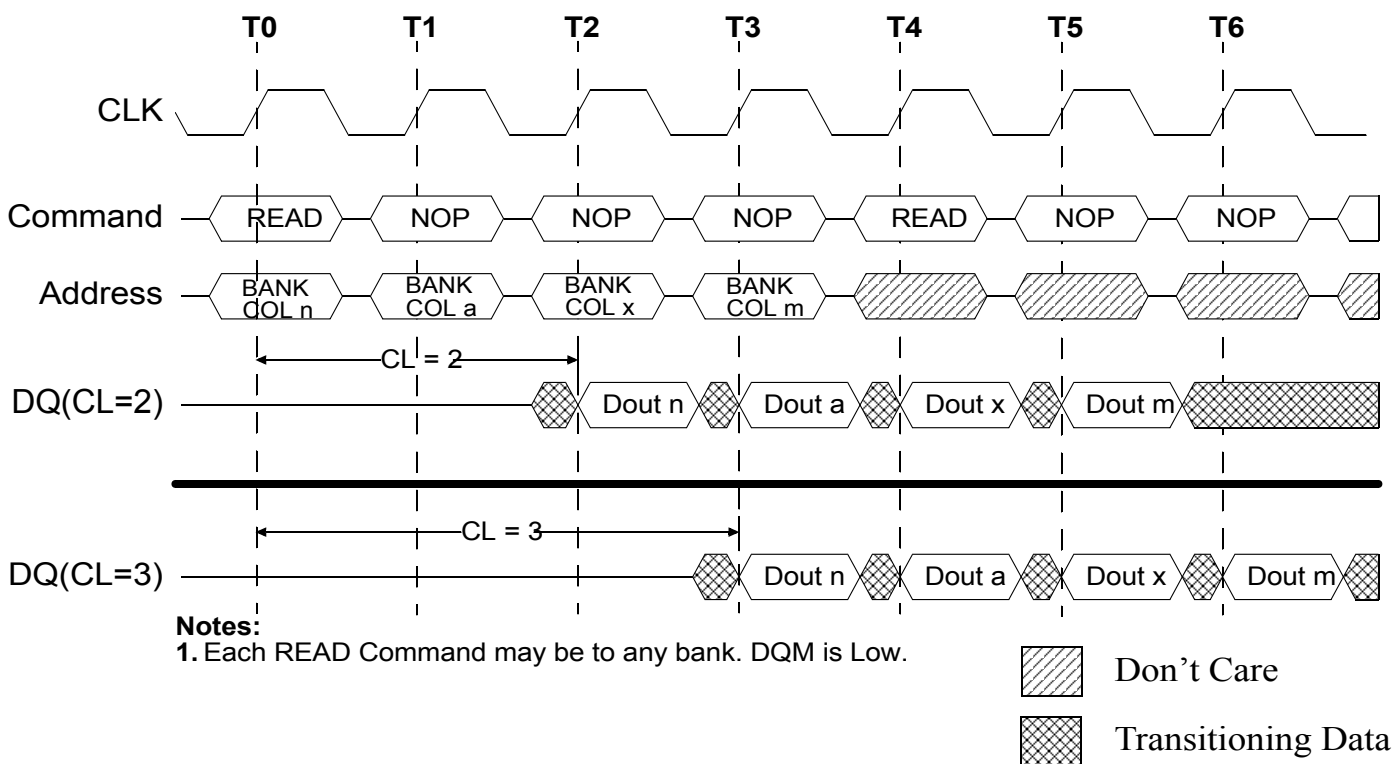 T0 T1 T2 T3 T4 T5 T6
CLK
Command READ NOP NOP NOP READ NOP NOP
Address BANK COL n BANK COL a BANK COL x BANK COL m
CL = 2
DQ(CL=2) Dout n Dout a Dout x Dout m
CL = 3
DQ(CL=3) Dout n Dout a Dout x Dout m
Notes:
1. Each READ Command may be to any bank. DQM is Low.
Don't Care
Transitioning Data